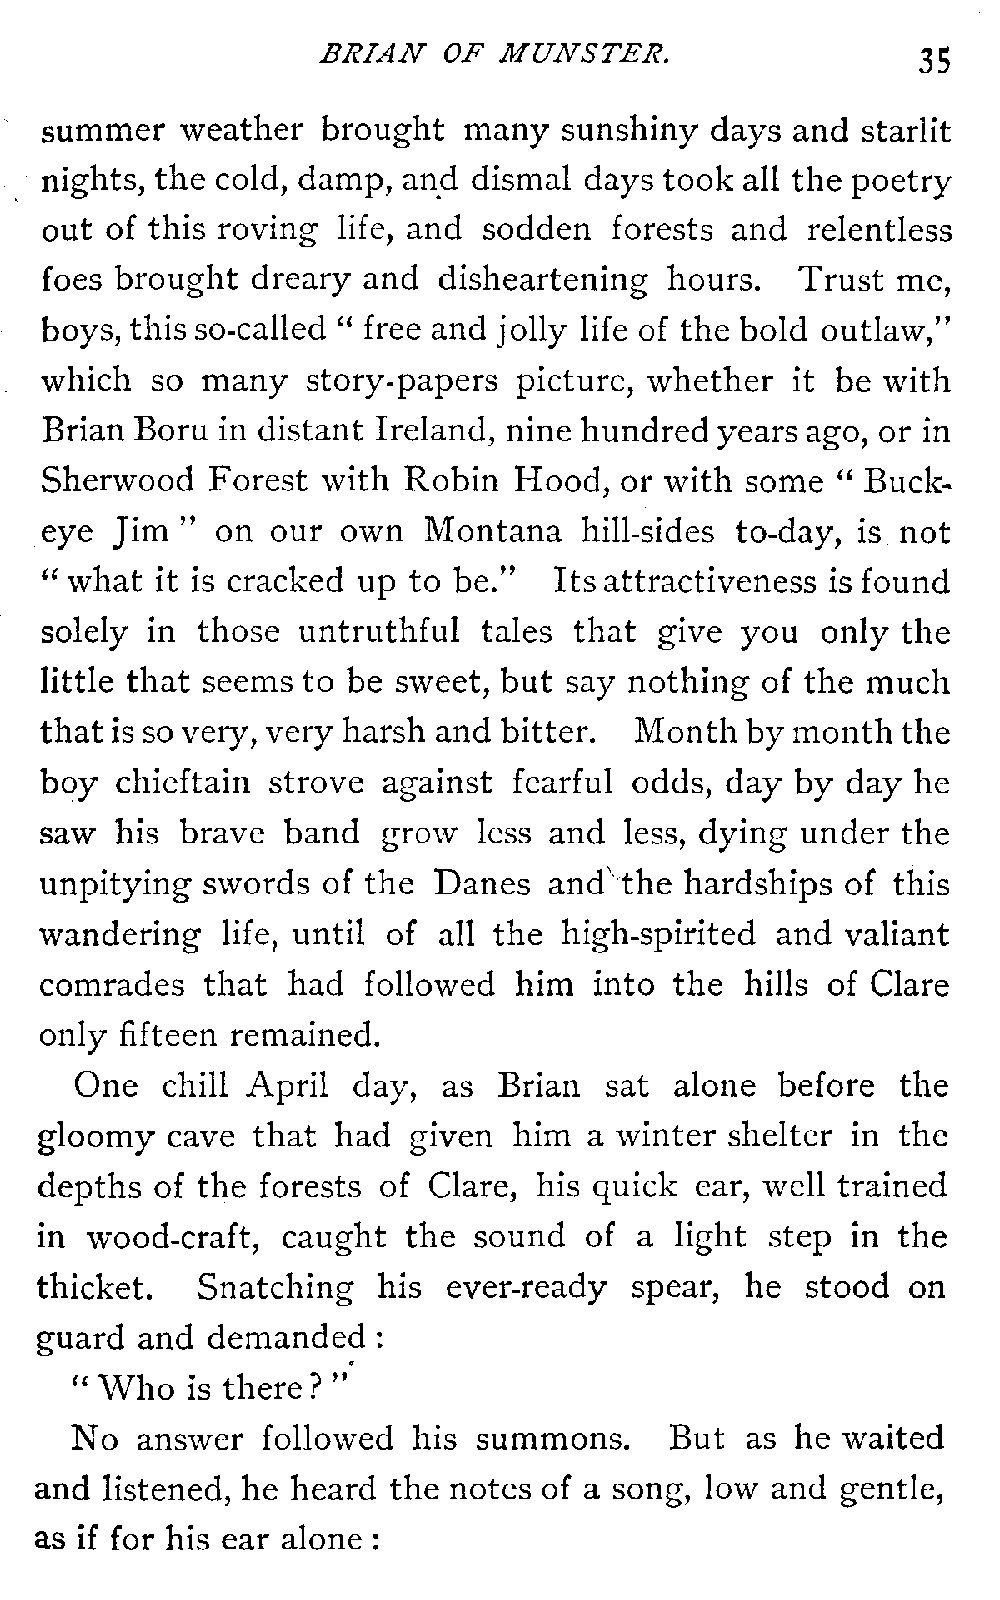 BRIAN OF MUNSTER. 35
summer weather brought many sunshiny days and starlit
nights, the cold, damp, and dismal days took all the poetry
out of this roving life, and sodden forests and relentless
foes brought dreary and disheartening hours. Trust me,
boys, this so-called “ free and jolly life of the bold outlaw,”
which so many story-papers picture, whether it be with
Brian Boru in distant Ireland, nine hundred years ago, or in
Sherwood Forest with Robin Hood, or with some “ Buck-
eye Jim ” on our own Montana hill-sides to-day, is not
“ what it is cracked up to be.” Its attractiveness is found
solely in those untruthful tales that give you only the
little that seems to be sweet, but say nothing of the much
that is so very, very harsh and bitter. Month by month the
boy chieftain strove against fearful odds, day by day he
saw his brave band grow less and less, dying under the
unpitying swords of the Danes and the hardships of this
wandering life, until of all the high-spirited and valiant
comrades that had followed him into the hills of Clare
only fifteen remained.
One chill April day, as Brian sat alone before the
gloomy cave that had given him a winter shelter in the
depths of the forests of Clare, his quick ear, well trained
in wood-craft, caught the sound of a light step in the
thicket. Snatching his ever-ready spear, he stood on
guard and demanded :
“ Who is there ? ”
No answer followed his summons. But as he waited
and listened, he heard the notes of a song, low and gentle,
as if for his ear alone :